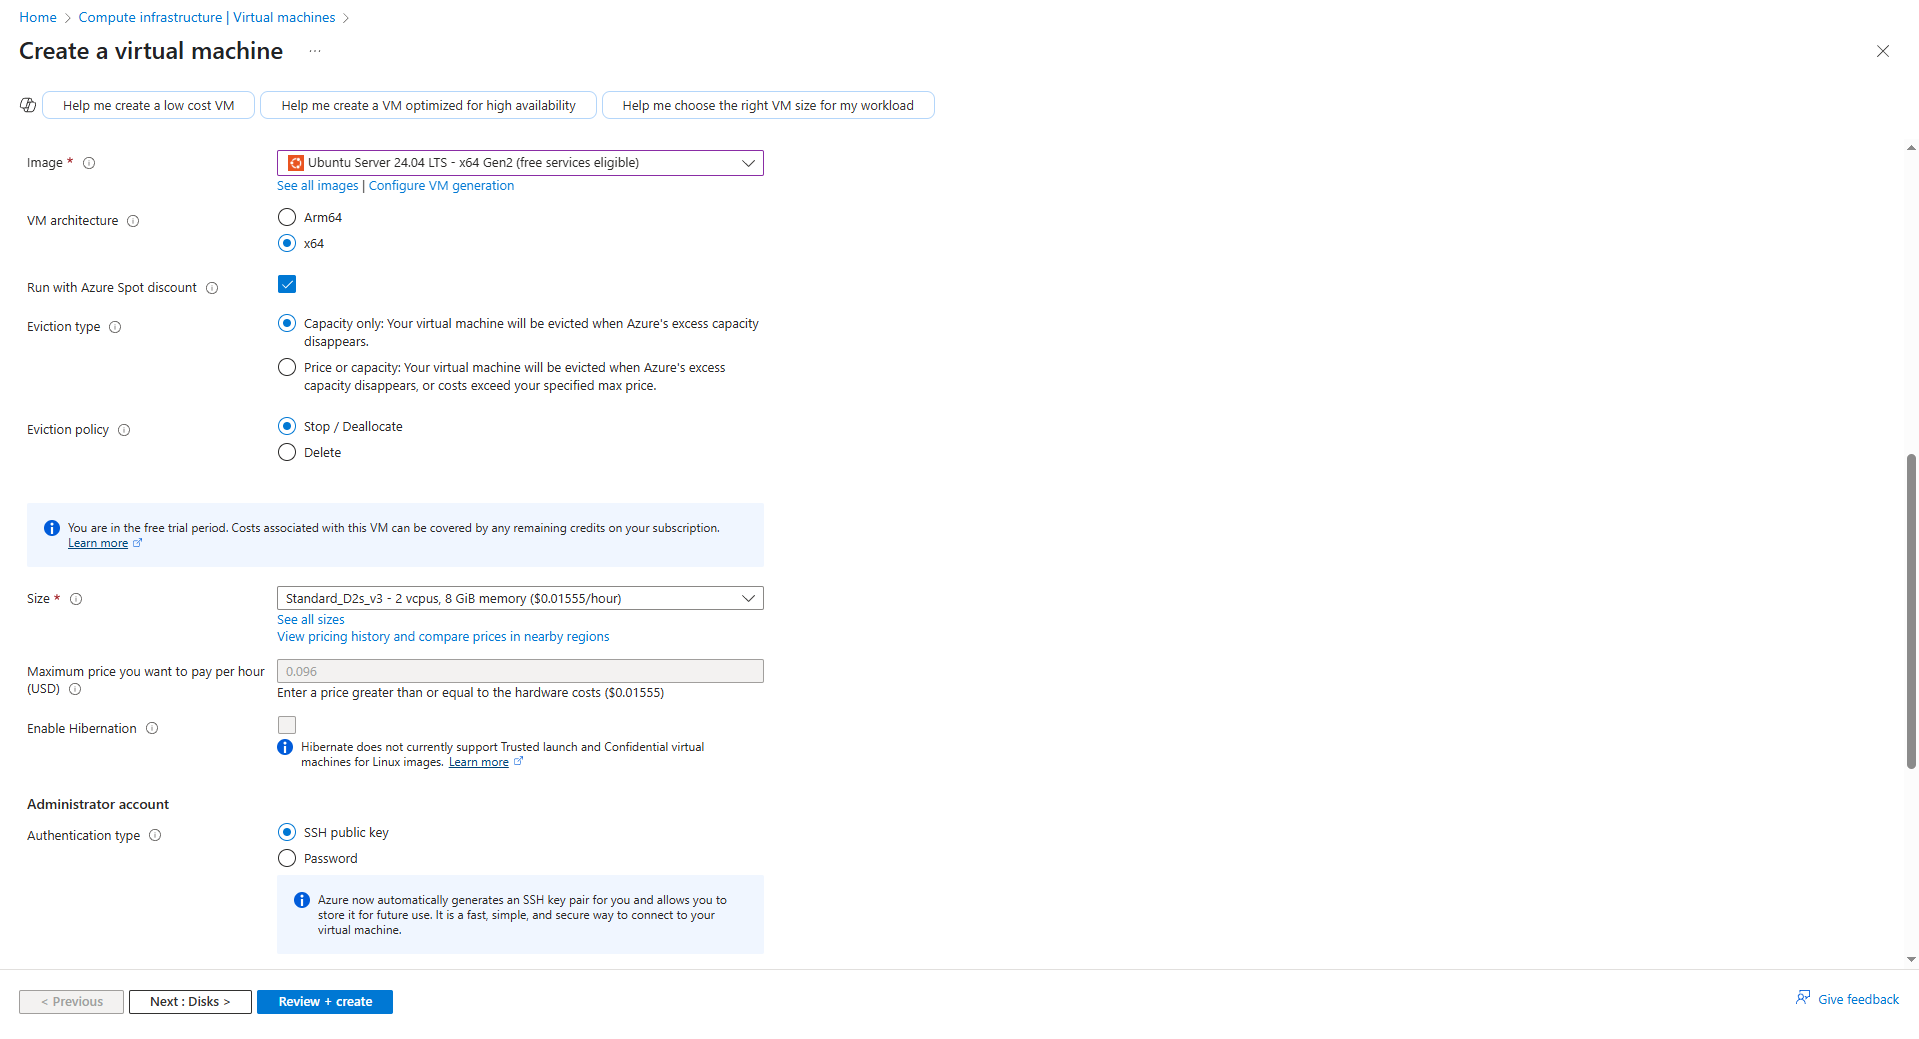 Home > Compute infrastructure | Virtual machines >
Create a virtual machine ...
Help me create a low cost VM
Help me create a VM optimized for high availability
Help me choose the right VM size for my workload
Image *
Ubuntu Server 24.04 LTS - x64 Gen2 (free services eligible)
See all images | Configure VM generation
VM architecture
Arm64
x64
Run with Azure Spot discount
Eviction type
Capacity only: Your virtual machine will be evicted when Azure's excess capacity
disappears.
Price or capacity: Your virtual machine will be evicted when Azure's excess
capacity disappears, or costs exceed your specified max price.
Eviction policy
Stop / Deallocate
Delete
You are in the free trial period. Costs associated with this VM can be covered by any remaining credits on your subscription.
Learn more
Size *
Standard_D2s_v3 - 2 vcpus, 8 GiB memory ($0.01555/hour)
See all sizes
View pricing history and compare prices in nearby regions
Maximum price you want to pay per hour
(USD)
0.096
Enter a price greater than or equal to the hardware costs ($0.01555)
Enable Hibernation
Hibernate does not currently support Trusted launch and Confidential virtual
machines for Linux images. Learn more
Administrator account
Authentication type
SSH public key
Password
Azure now automatically generates an SSH key pair for you and allows you to
store it for future use. It is a fast, simple, and secure way to connect to your
virtual machine.
< Previous
Next : Disks >
Review + create
Give feedback